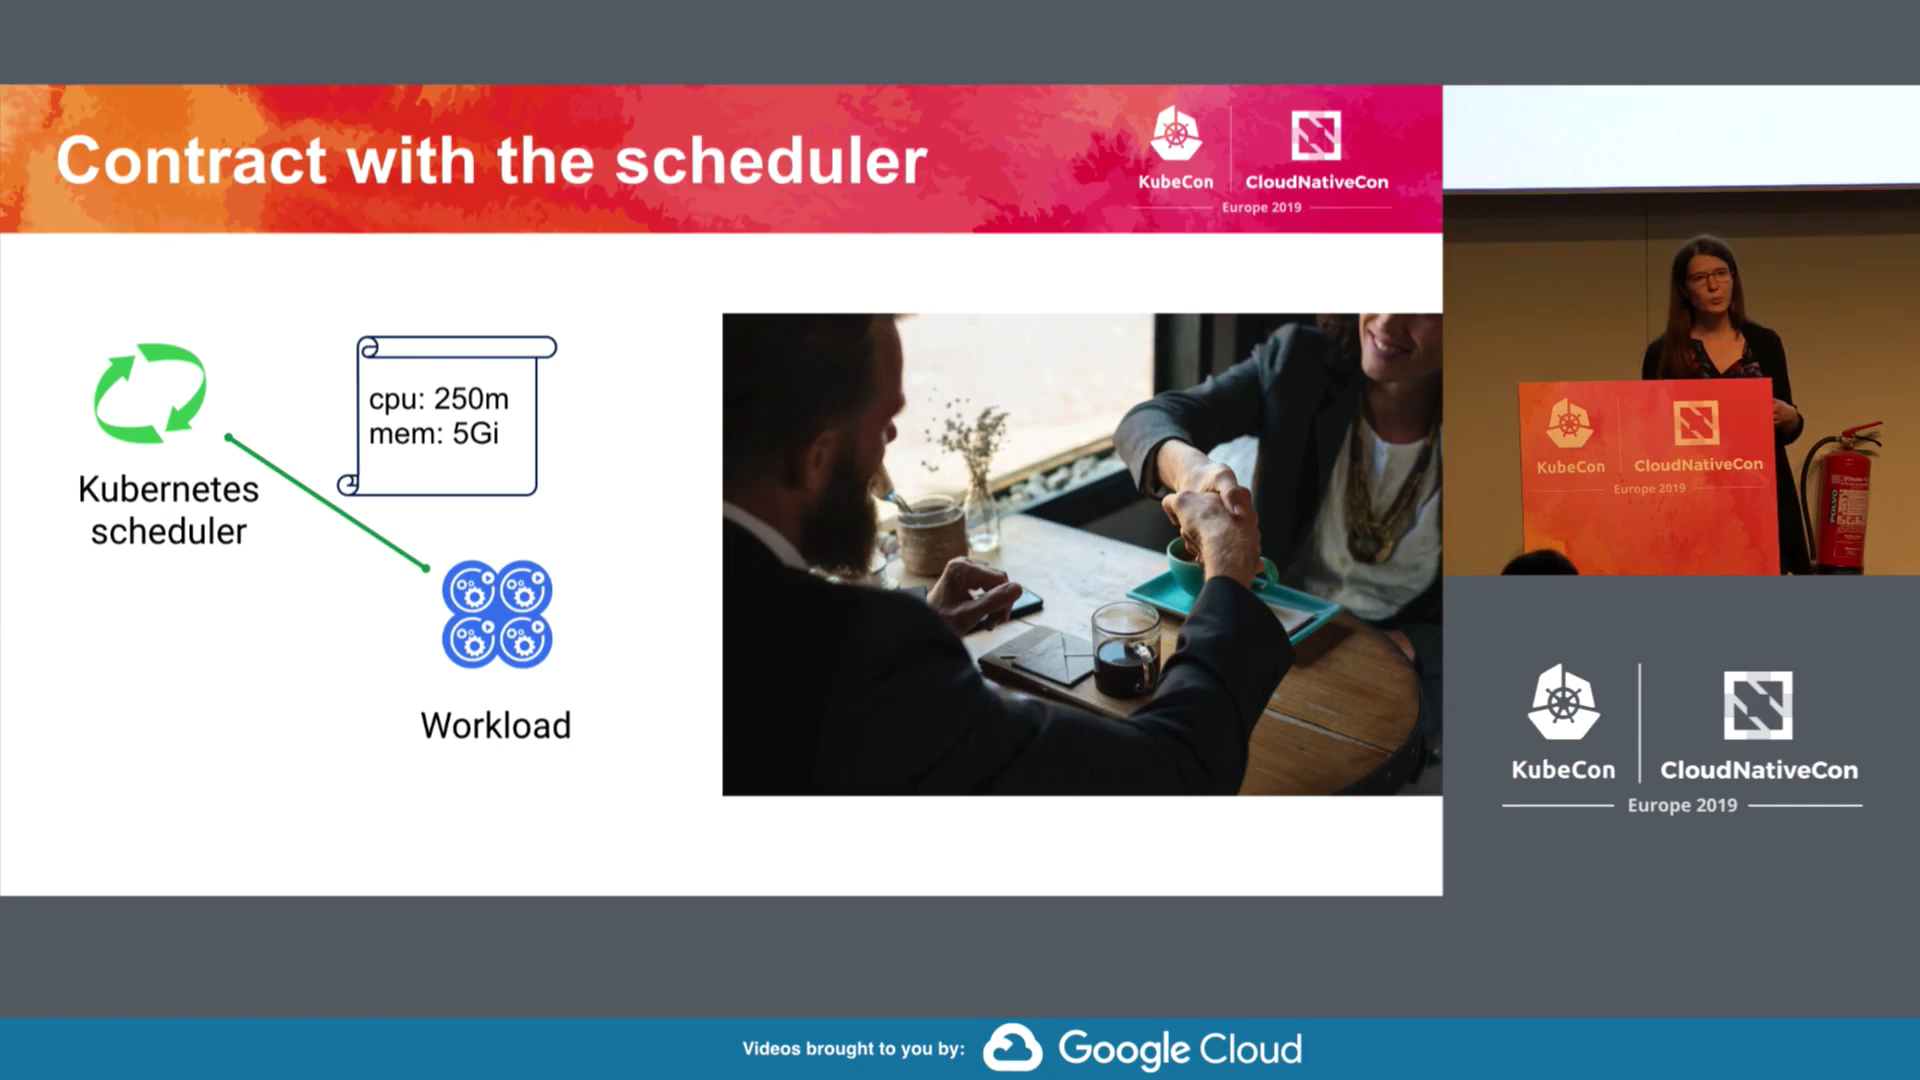 Contract with the scheduler
KubeCon
CloudNativeCon
Europe 2019
cpu: 250m
mem: 5Gi
Kubernetes
scheduler
Workload
KubeCon
CloudNativeCon
Europe 2019
POLVO
KubeCon
CloudNativeCon
Europe 2019
Videos brought to you by:
Google Cloud